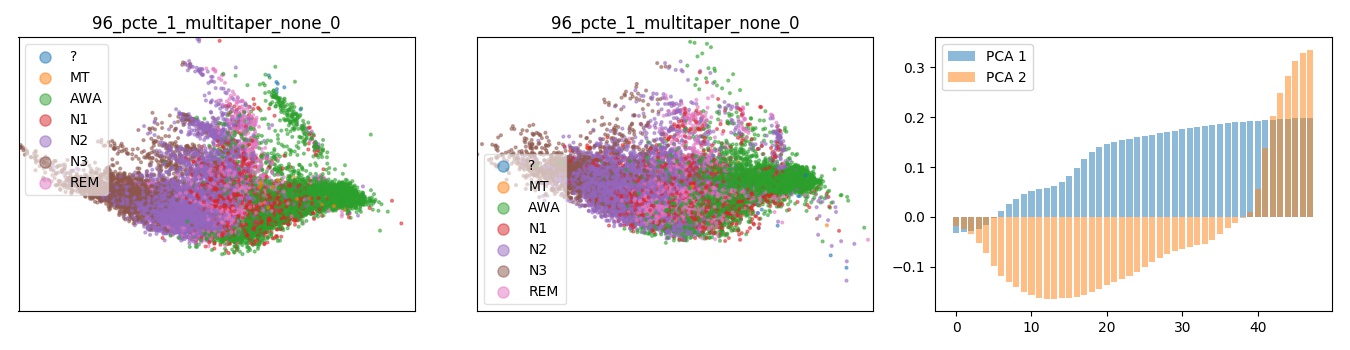 96_pcte_1_multitaper_none_0
?
MT
AWA
N1
N2
N3
REM
96_pcte_1_multitaper_none_0
?
MT
AWA
N1
N2
N3
REM
PCA 1
PCA 2
0.3
0.2
0.1
0.0
−0.1
0 10 20 30 40